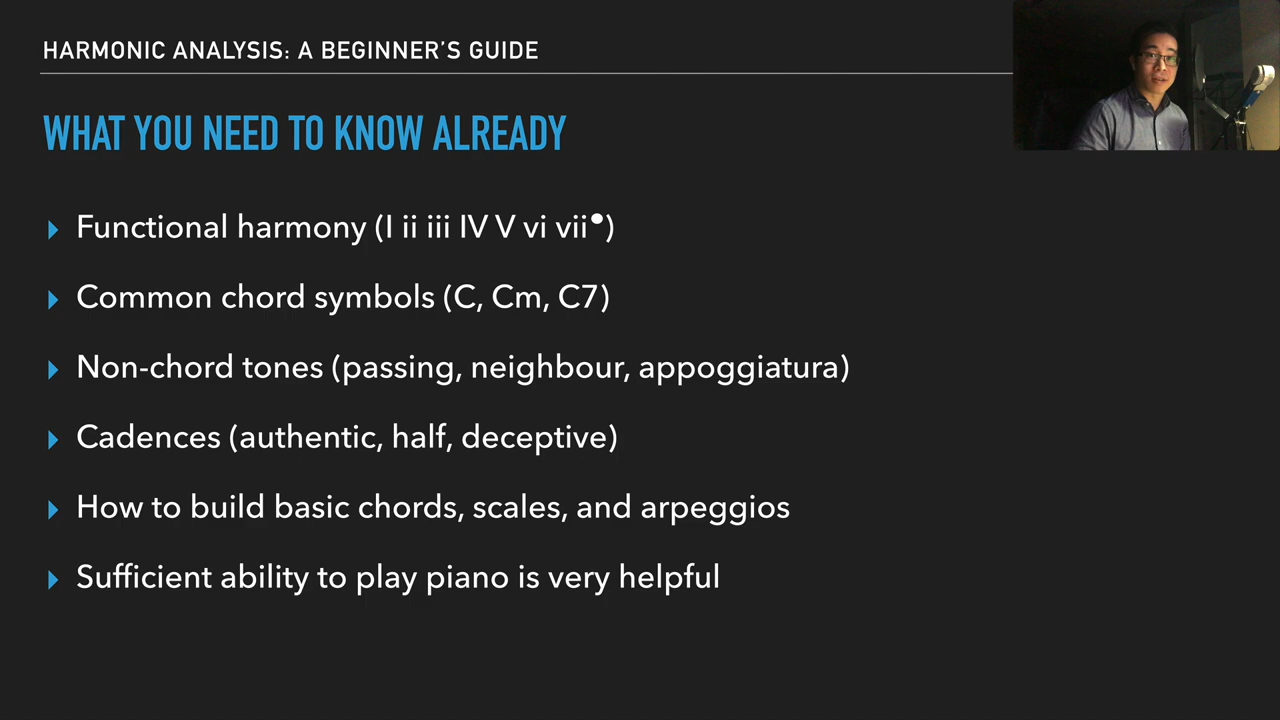 HARMONIC ANALYSIS: A BEGINNER'S GUIDE
WHAT YOU NEED TO KNOW ALREADY
▸ Functional harmony (I ii iii IV V vi vii•)
▸ Common chord symbols (C, Cm, C7)
▸ Non-chord tones (passing, neighbour, appoggiatura)
▸ Cadences (authentic, half, deceptive)
▸ How to build basic chords, scales, and arpeggios
▸ Sufficient ability to play piano is very helpful